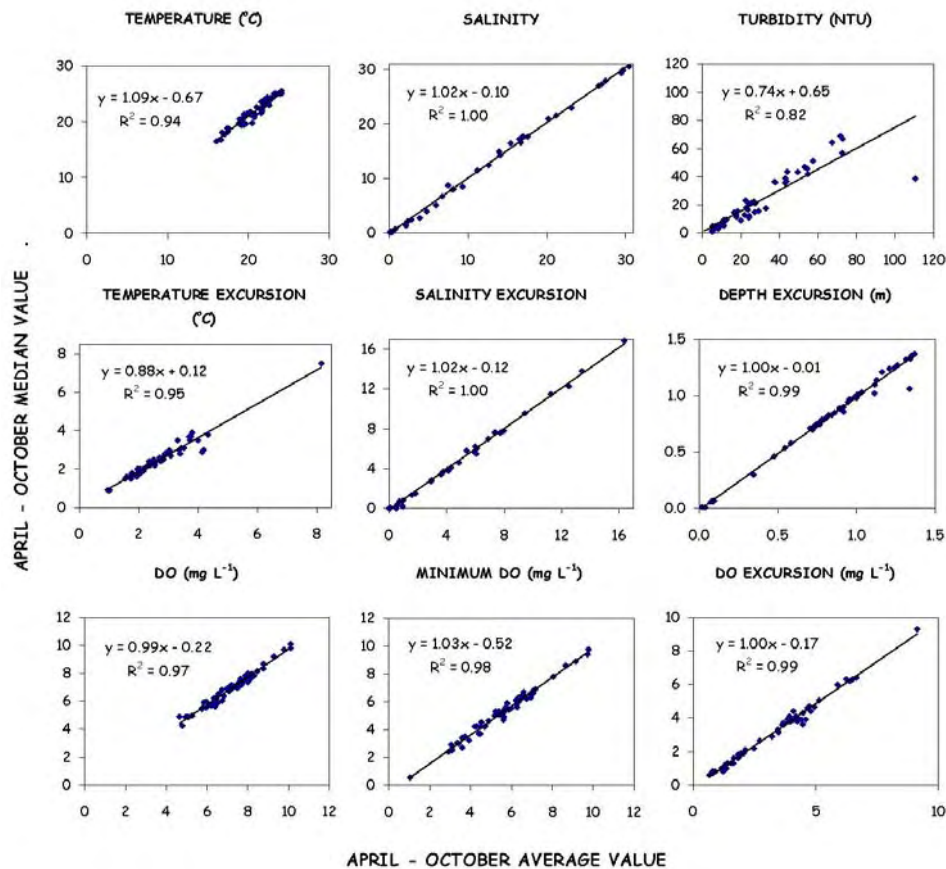 TEMPERATURE (°C)
SALINITY
TURBIDITY (NTU)
30
20
10
0
0 10 20 30
y = 1.09x - 0.67
R² = 0.94
30
20
10
0
0 10 20 30
y = 1.02x - 0.10
R² = 1.00
120
100
80
60
40
20
0
0 20 40 60 80 100 120
y = 0.74x + 0.65
R² = 0.82
APRIL - OCTOBER MEDIAN VALUE
TEMPERATURE EXCURSION
(°C)
SALINITY EXCURSION
DEPTH EXCURSION (m)
8
6
4
2
0
0 2 4 6 8
y = 0.88x + 0.12
R² = 0.95
16
12
8
4
0
0 4 8 12 16
y = 1.02x - 0.12
R² = 1.00
1.5
1.0
0.5
0.0
0.0 0.5 1.0 1.5
y = 1.00x - 0.01
R² = 0.99
DO (mg L⁻¹)
MINIMUM DO (mg L⁻¹)
DO EXCURSION (mg L⁻¹)
12
10
8
6
4
2
0
0 2 4 6 8 10 12
y = 0.99x - 0.22
R² = 0.97
12
10
8
6
4
2
0
0 2 4 6 8 10 12
y = 1.03x - 0.52
R² = 0.98
10
8
6
4
2
0
0 5 10
y = 1.00x - 0.17
R² = 0.99
APRIL - OCTOBER AVERAGE VALUE